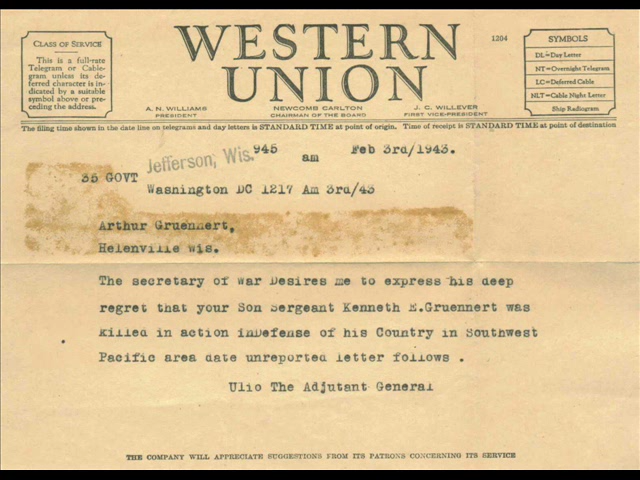 CLASS OF SERVICE
This is a full-rate
Telegram or Cable-
gram unless its de-
ferred character is in-
dicated by a suitable
symbol above or pre-
ceding the address.
WESTERN
UNION
1204
SYMBOLS
DL=Day Letter
NT=Overnight Telegram
LC=Deferred Cable
NLT=Cable Night Letter
Ship Radiogram
A. N. WILLIAMS
PRESIDENT
NEWCOMB CARLTON
CHAIRMAN OF THE BOARD
J. C. WILLEVER
FIRST VICE-PRESIDENT
The filing time shown in the date line on telegrams and day letters is STANDARD TIME at point of origin. Time of receipt is STANDARD TIME at point of destination
Jefferson, Wis. 945 am Feb 3rd/1943.
35 GOVT
Washington DC 1217 Am 3rd/43
Arthur Gruennert,
Helenville Wis.
The secretary of War Desires me to express his deep
regret that your Son Sergeant Kenneth E.Gruennert was
killed in action inDefense of his Country in Southwest
Pacific area date unreported letter follows .
Ulio The Adjutant General
THE COMPANY WILL APPRECIATE SUGGESTIONS FROM ITS PATRONS CONCERNING ITS SERVICE